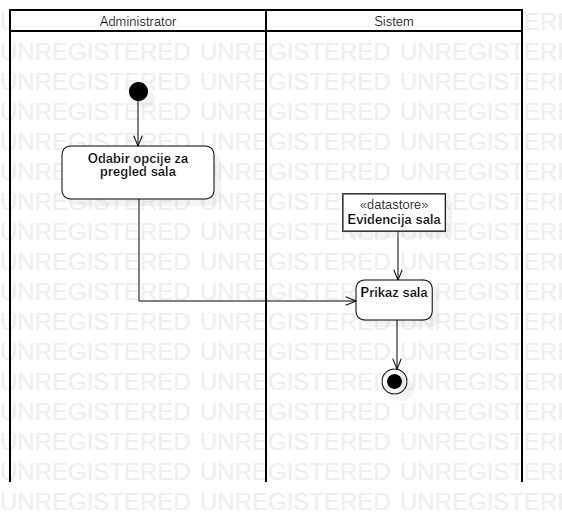 Administrator
Sistem
Odabir opcije za
pregled sala
«datastore»
Evidencija sala
Prikaz sala
UNREGISTERED UNREGISTERED UNREGISTERED